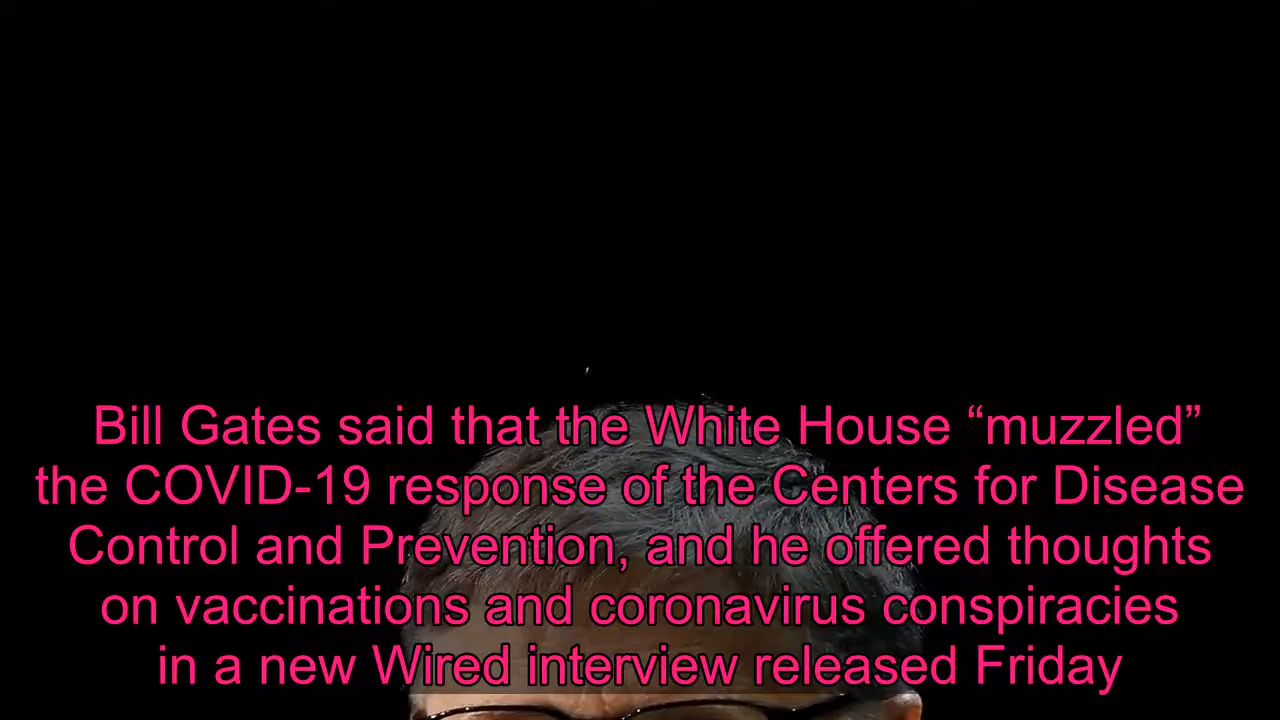 Bill Gates said that the White House “muzzled”
the COVID-19 response of the Centers for Disease
Control and Prevention, and he offered thoughts
on vaccinations and coronavirus conspiracies
in a new Wired interview released Friday